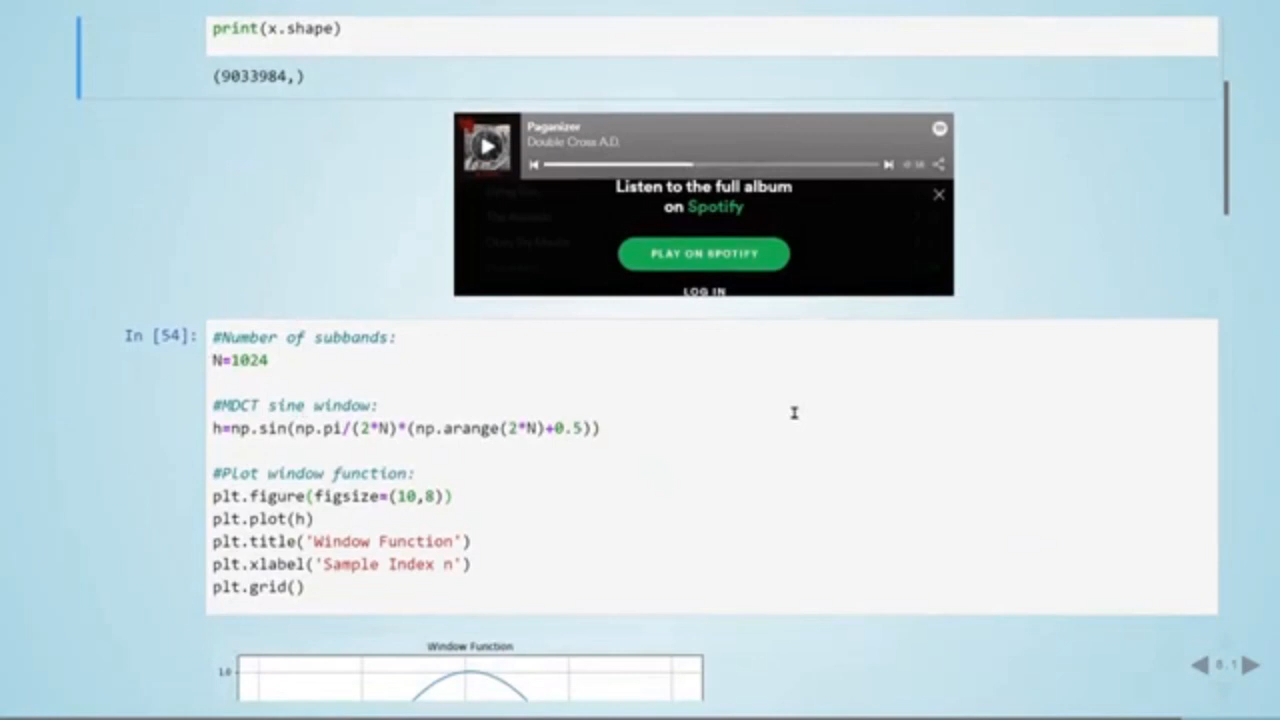 print(x.shape)
(9033984,)
Paganizer
Double Cross A.D.
Listen to the full album
on Spotify
PLAY ON SPOTIFY
LOG IN
In [54]:
#Number of subbands:
N=1024
#MDCT sine window:
h=np.sin(np.pi/(2*N)*(np.arange(2*N)+0.5))
#Plot window function:
plt.figure(figsize=(10,8))
plt.plot(h)
plt.title('Window Function')
plt.xlabel('Sample Index n')
plt.grid()
Window Function
1.0